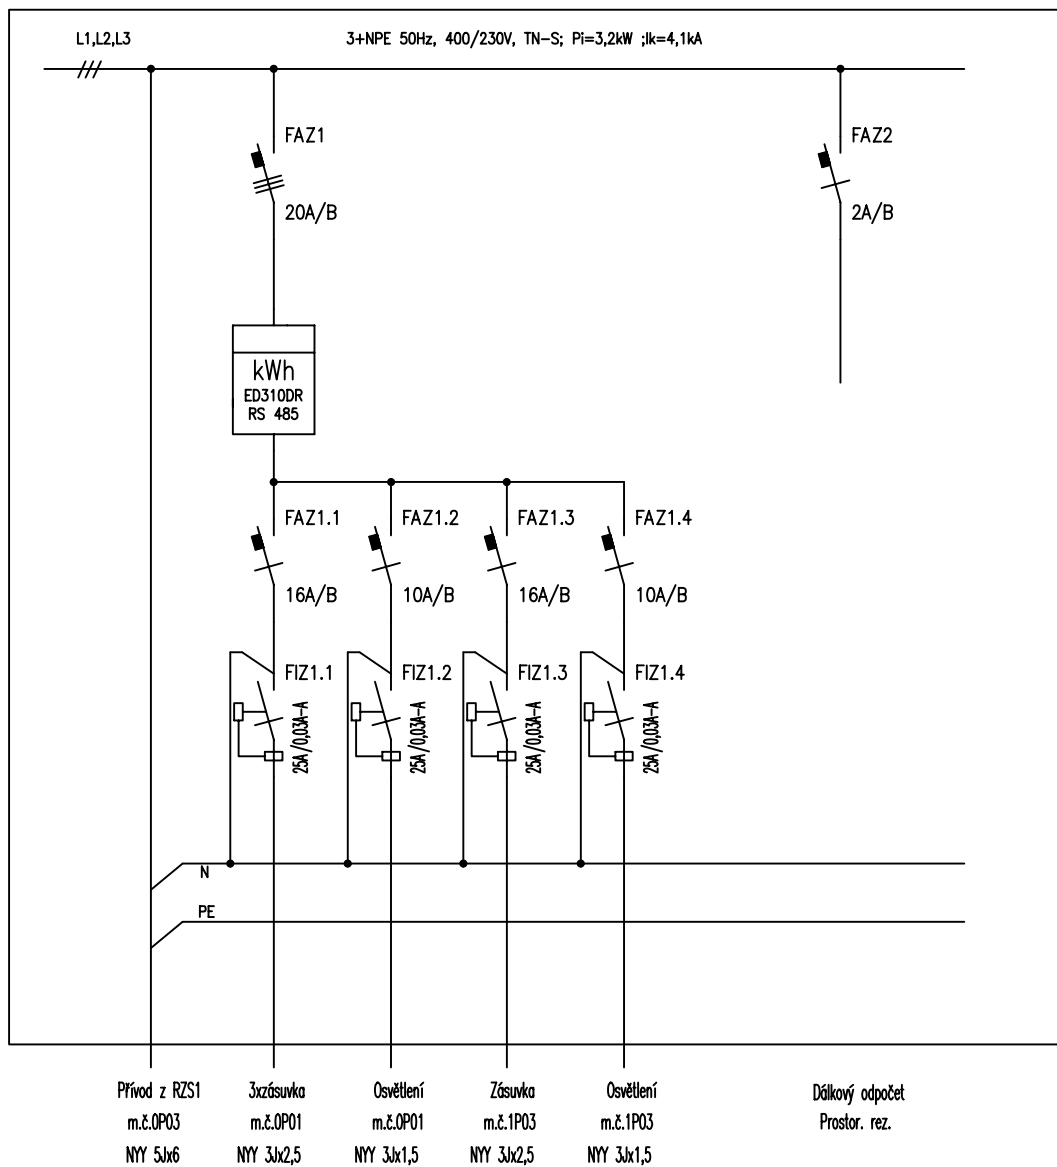 L1,L2,L3
3+NPE 50Hz, 400/230V, TN-S; Pi=3,2kW ;Ik=4,1kA
FAZ1
FAZ2
20A/B
2A/B
kWh
ED310DR
RS 485
FAZ1.1
FAZ1.2
FAZ1.3
FAZ1.4
16A/B
10A/B
16A/B
10A/B
FIZ1.1
FIZ1.2
FIZ1.3
FIZ1.4
25A/0,03A-A
25A/0,03A-A
25A/0,03A-A
25A/0,03A-A
N
PE
Přívod z RZS1
m.č.0P03
NYY 5Jx6
3xzásuvka
m.č.0P01
NYY 3Jx2,5
Osvětlení
m.č.0P01
NYY 3Jx1,5
Zásuvka
m.č.1P03
NYY 3Jx2,5
Osvětlení
m.č.1P03
NYY 3Jx1,5
Dálkový odpočet
Prostor. rez.